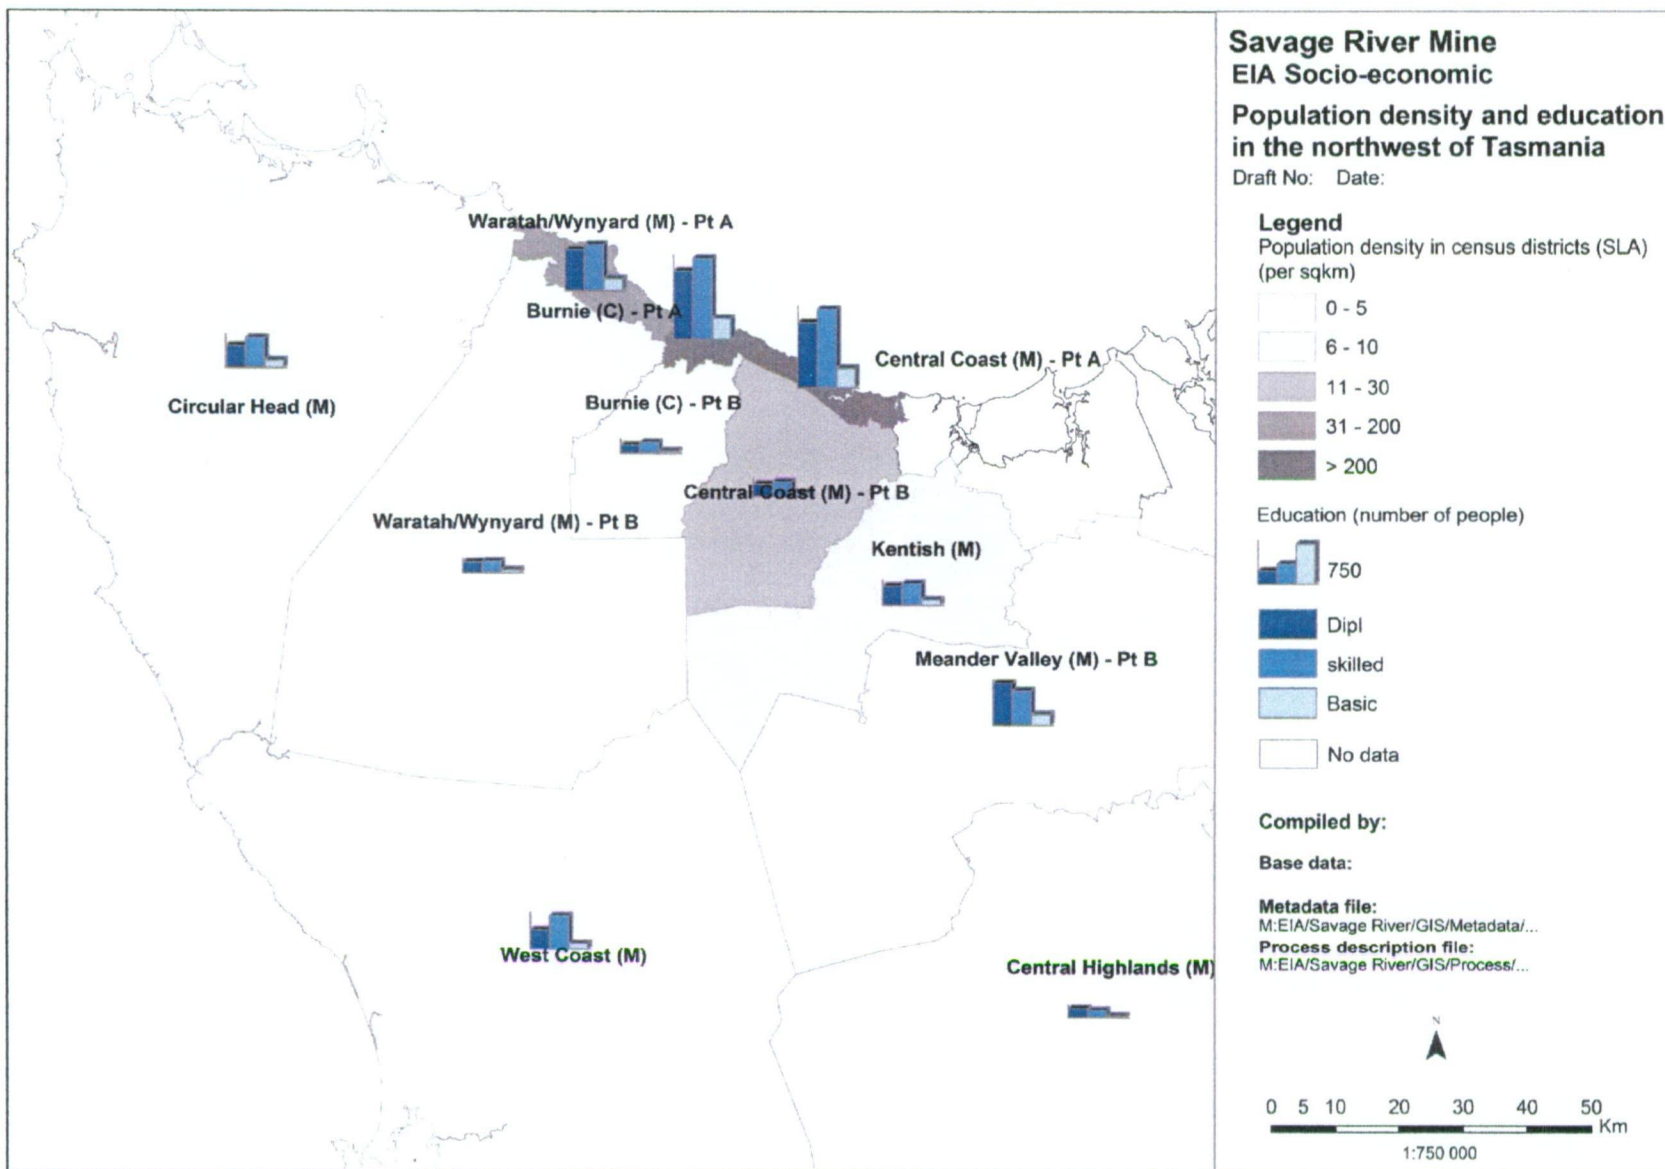 Savage River Mine
EIA Socio-economic
Population density and education
in the northwest of Tasmania
Draft No: Date:
Legend
Population density in census districts (SLA)
(per sqkm)
0 - 5
6 - 10
11 - 30
31 - 200
> 200
Education (number of people)
750
Dipl
skilled
Basic
No data
Compiled by:
Base data:
Metadata file:
M:EIA/Savage River/GIS/Metadata/...
Process description file:
M:EIA/Savage River/GIS/Process/...
N
0 5 10 20 30 40 50
Km
1:750 000
Waratah/Wynyard (M) - Pt A
Burnie (C) - Pt A
Central Coast (M) - Pt A
Circular Head (M)
Burnie (C) - Pt B
Central Coast (M) - Pt B
Waratah/Wynyard (M) - Pt B
Kentish (M)
Meander Valley (M) - Pt B
West Coast (M)
Central Highlands (M)